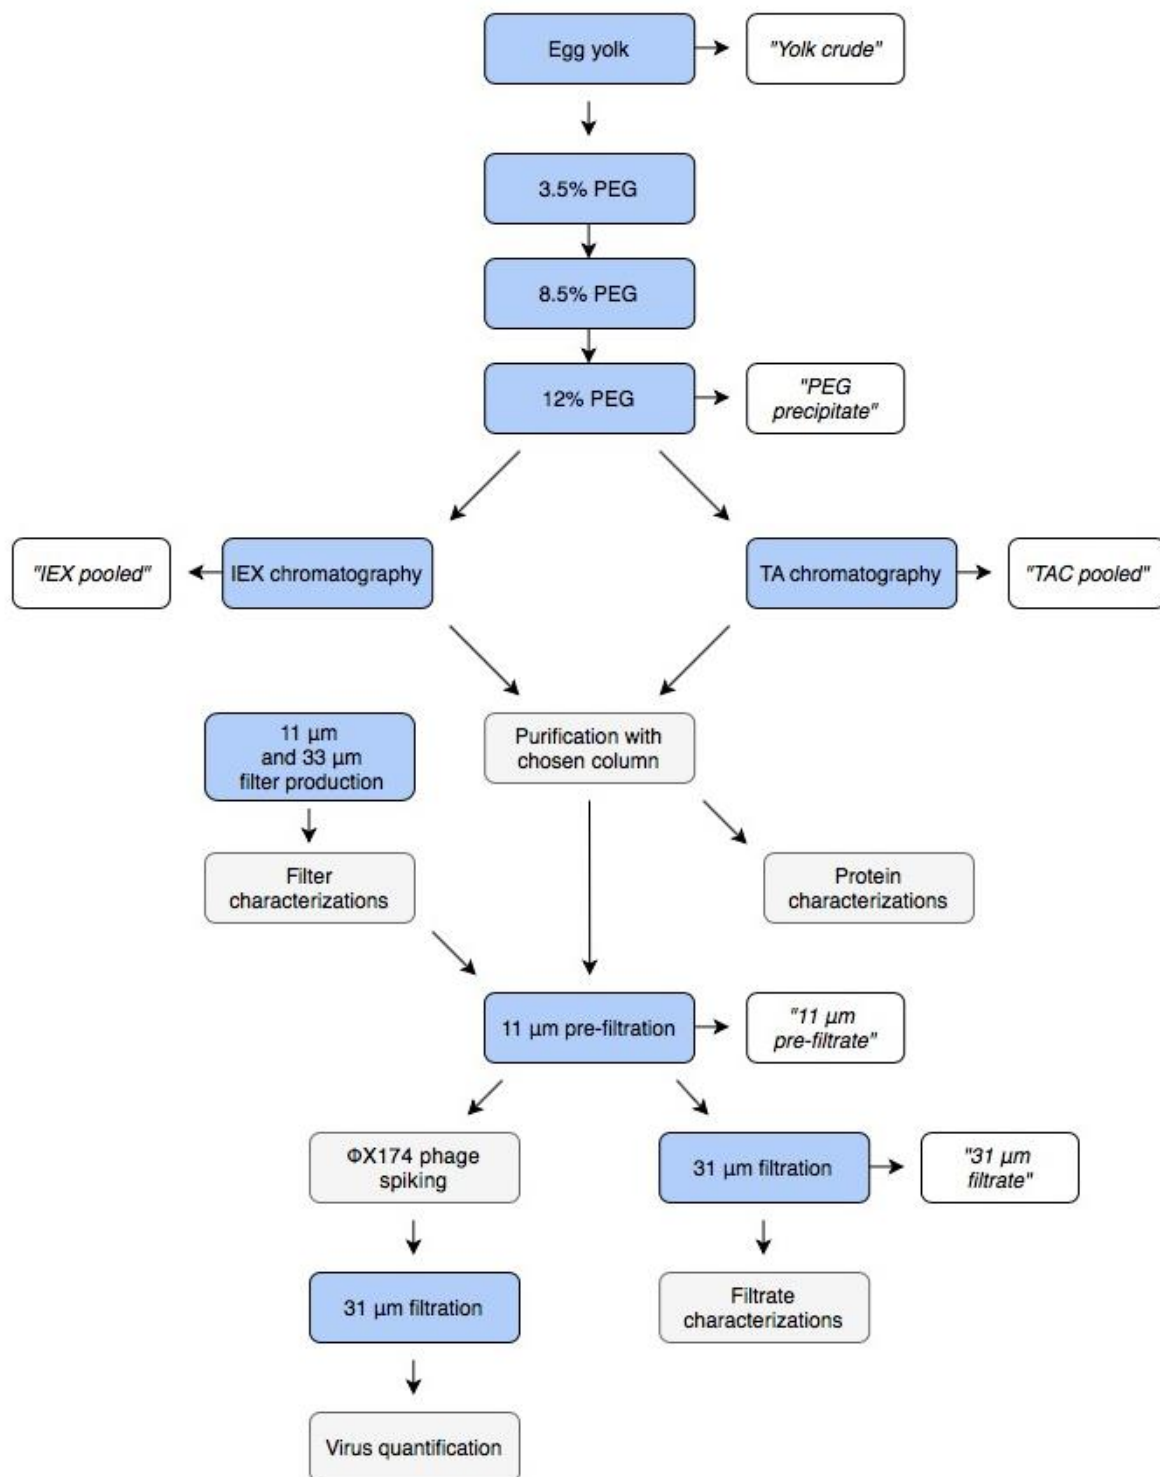 Egg yolk
"Yolk crude"
3.5% PEG
8.5% PEG
12% PEG
"PEG
precipitate"
"IEX pooled"
IEX chromatography
TA chromatography
"TAC pooled"
11 µm
and 33 µm
filter production
Purification with
chosen column
Filter
characterizations
Protein
characterizations
11 µm pre-filtration
"11 µm
pre-filtrate"
ΦX174 phage
spiking
31 µm filtration
"31 µm
filtrate"
31 µm filtration
Filtrate
characterizations
Virus quantification